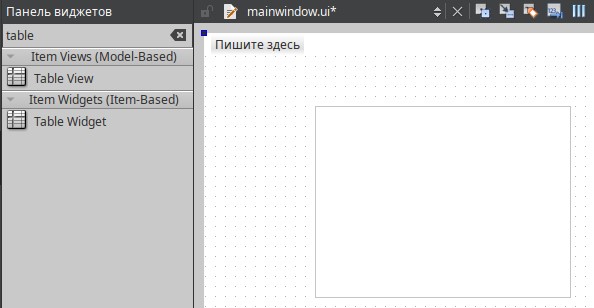 Панель виджетов
mainwindow.ui*
table
Пишите здесь
Item Views (Model-Based)
Table View
Item Widgets (Item-Based)
Table Widget